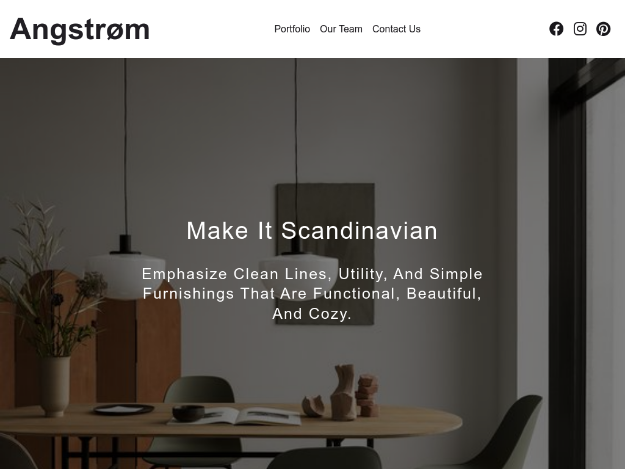 Angstrøm
Portfolio Our Team Contact Us
Make It Scandinavian
Emphasize Clean Lines, Utility, And Simple
Furnishings That Are Functional, Beautiful,
And Cozy.